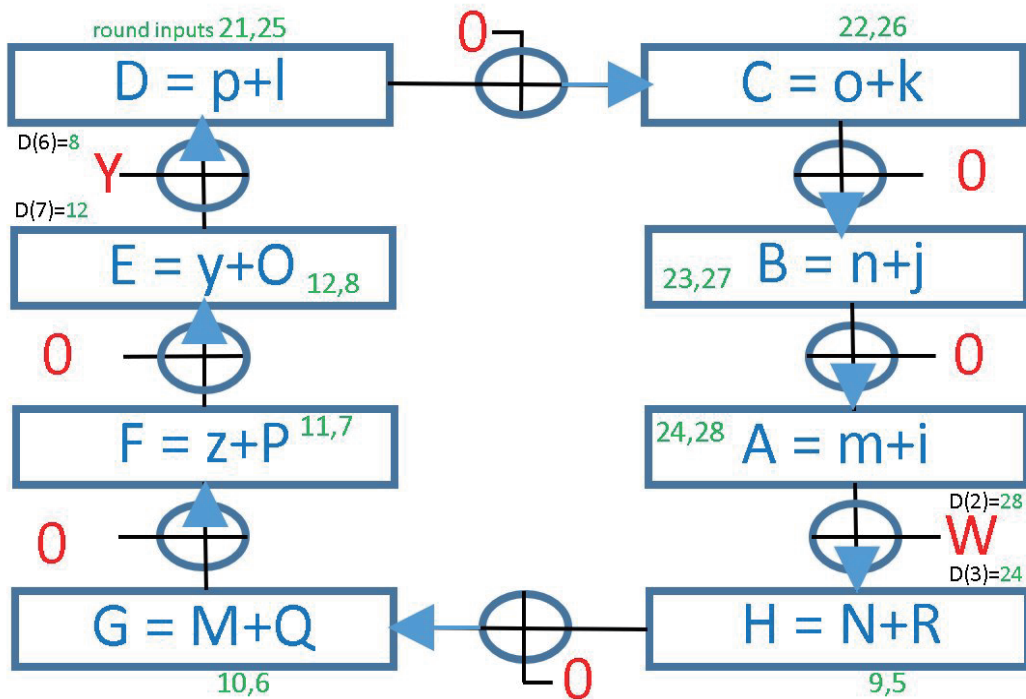 round inputs 21,25
D = p+l
0
22,26
C = o+k
D(6)=8
Y
D(7)=12
0
E = y+O 12,8
23,27 B = n+j
0
0
F = z+P 11,7
24,28 A = m+i
0
D(2)=28
W
D(3)=24
G = M+Q
10,6
0
H = N+R
9,5